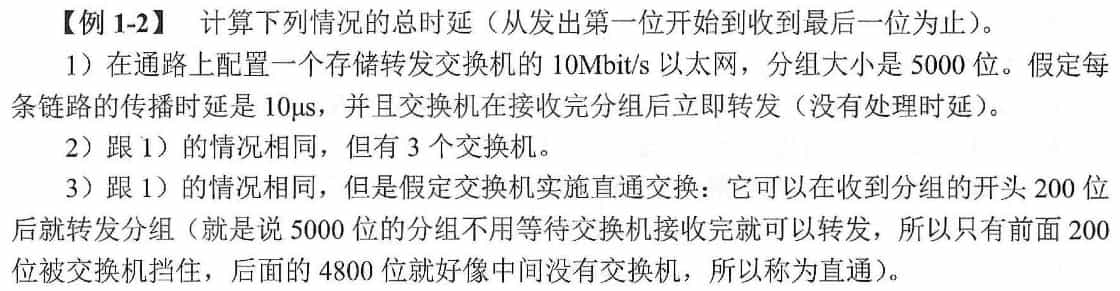 【例 1-2】 计算下列情况的总时延（从发出第一位开始到收到最后一位为止）。
1）在通路上配置一个存储转发交换机的 10Mbit/s 以太网，分组大小是 5000 位。假定每
条链路的传播时延是 10μs，并且交换机在接收完分组后立即转发（没有处理时延）。
2）跟 1）的情况相同，但有 3 个交换机。
3）跟 1）的情况相同，但是假定交换机实施直通交换：它可以在收到分组的开头 200 位
后就转发分组（就是说 5000 位的分组不用等待交换机接收完就可以转发，所以只有前面 200
位被交换机挡住，后面的 4800 位就好像中间没有交换机，所以称为直通）。